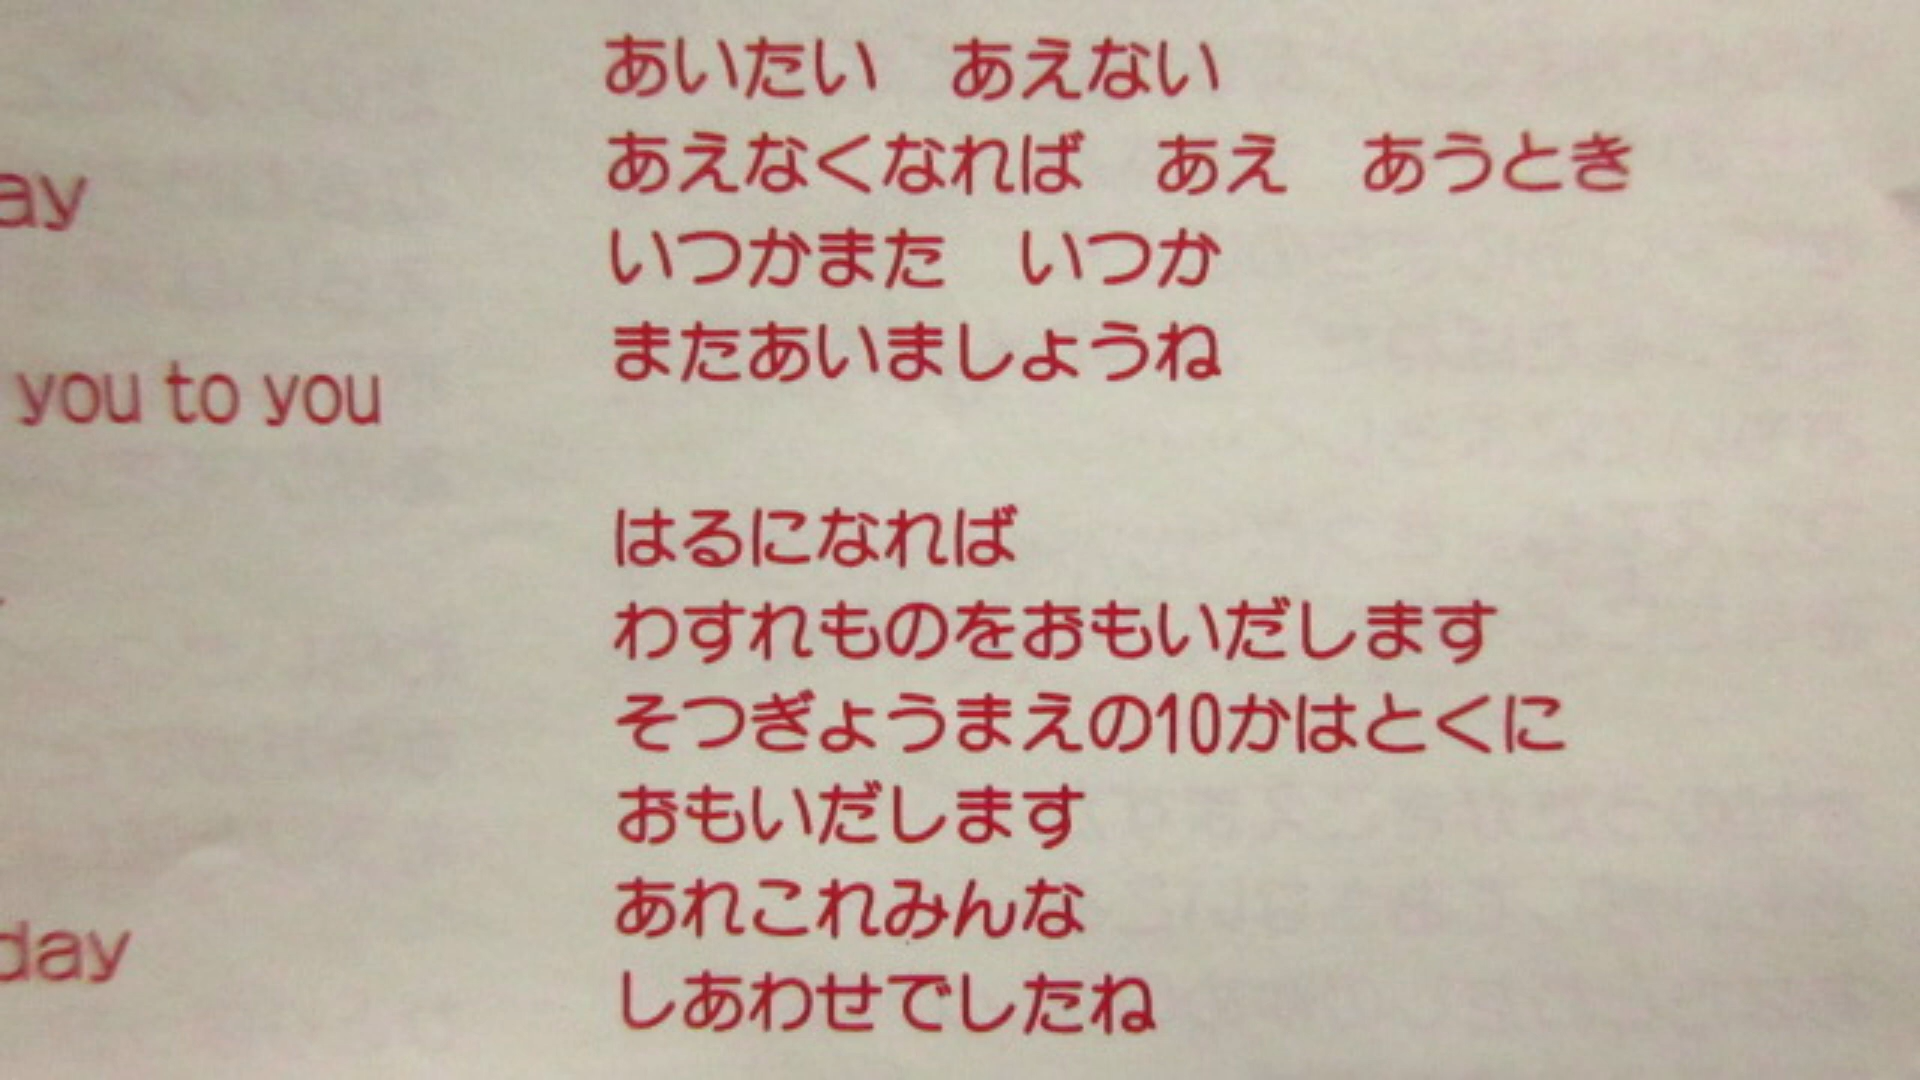 ay
you to you
day
あいたい　あえない
あえなくなれば　あえ　あうとき
いつかまた　いつか
またあいましょうね
はるになれば
わすれものをおもいだします
そつぎょうまえの10かはとくに
おもいだします
あれこれみんな
しあわせでしたね